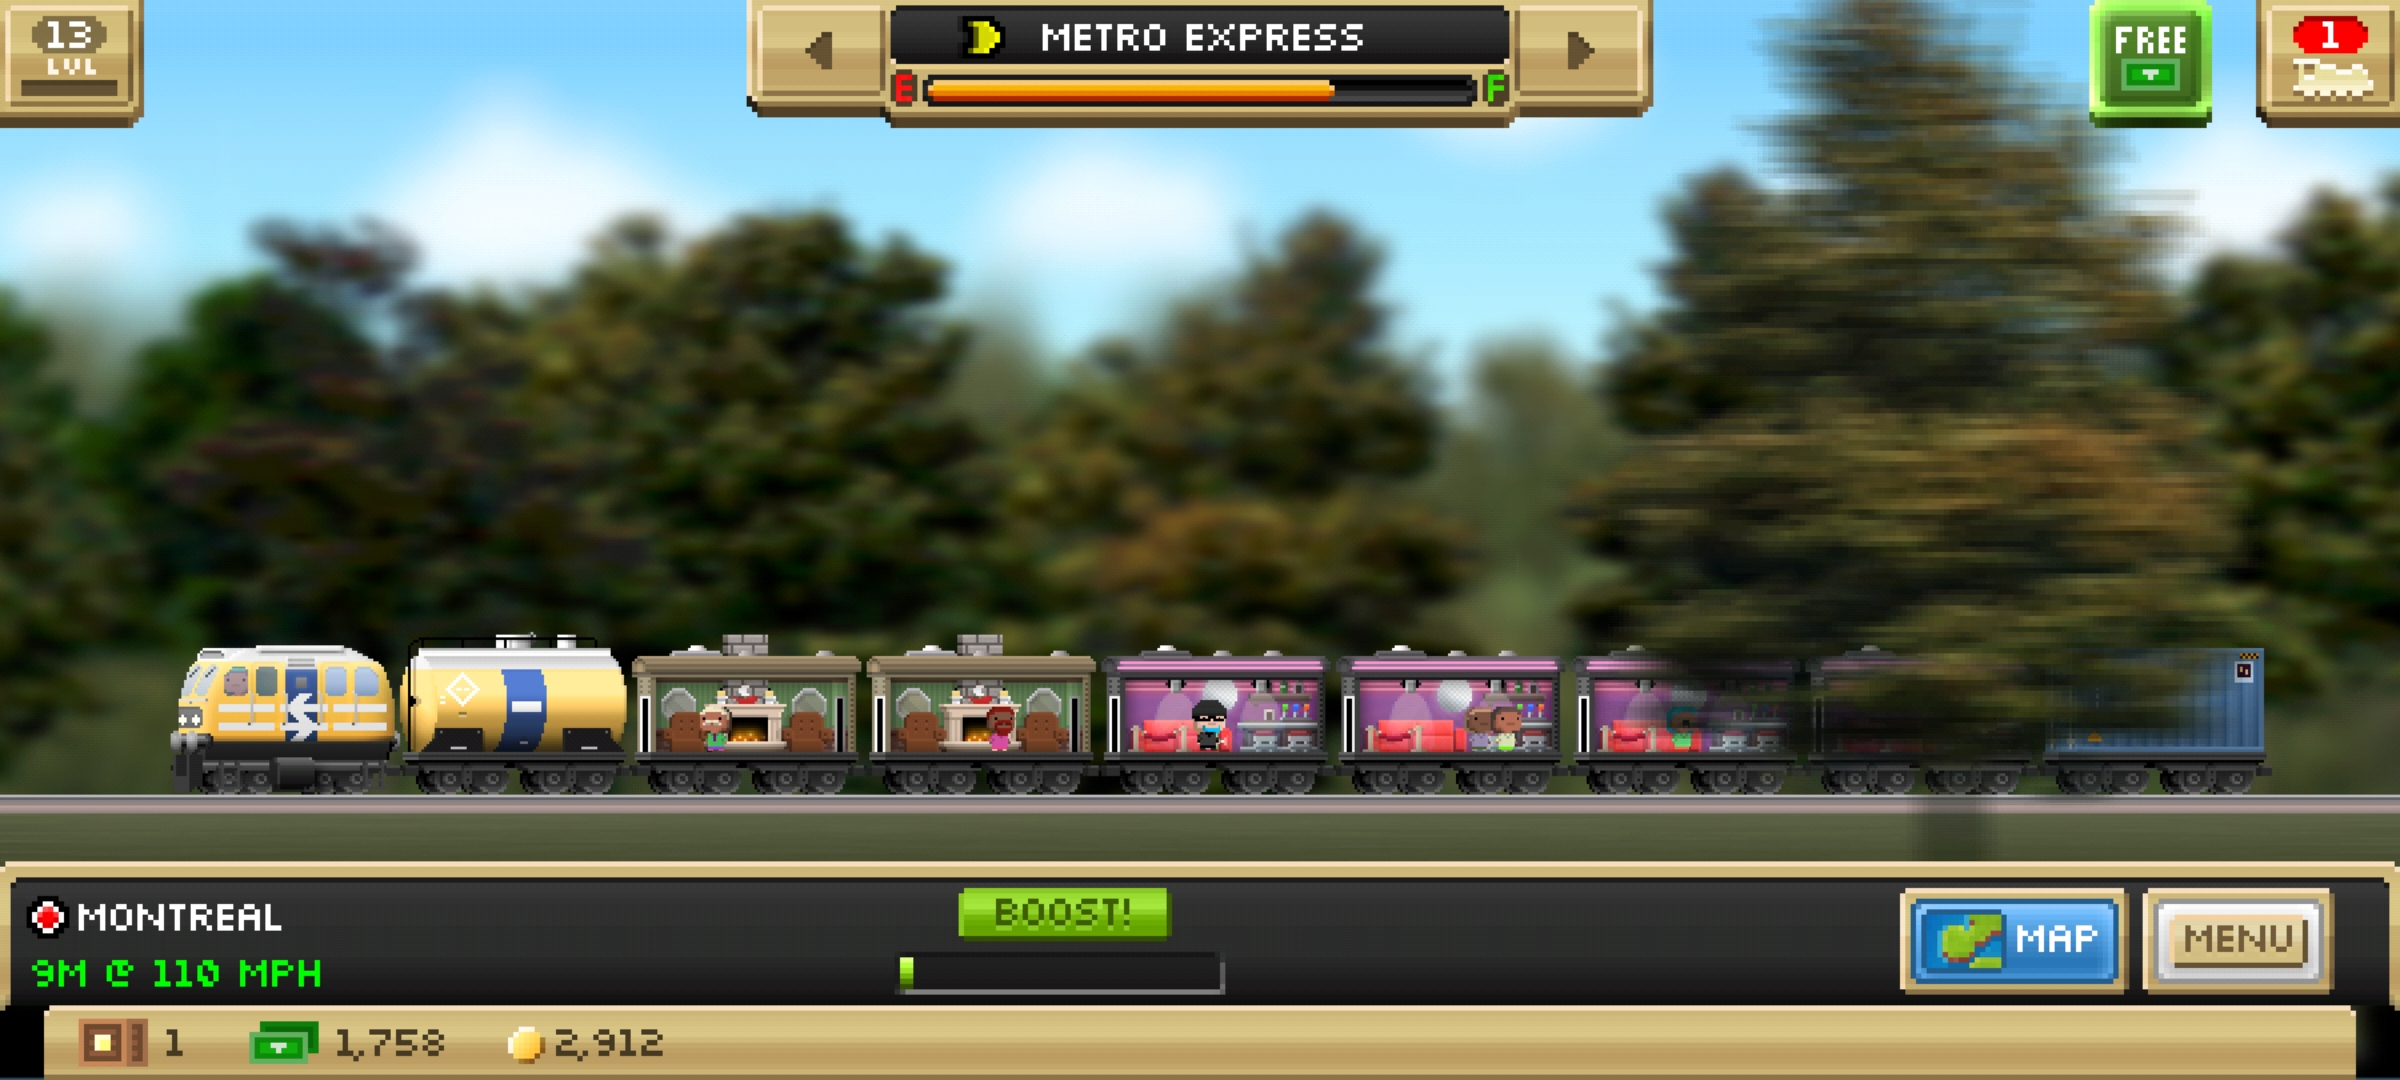 13
LVL
METRO EXPRESS
E F
FREE
1
MONTREAL
9M @ 110 MPH
BOOST!
MAP
MENU
1
1,758
2,912